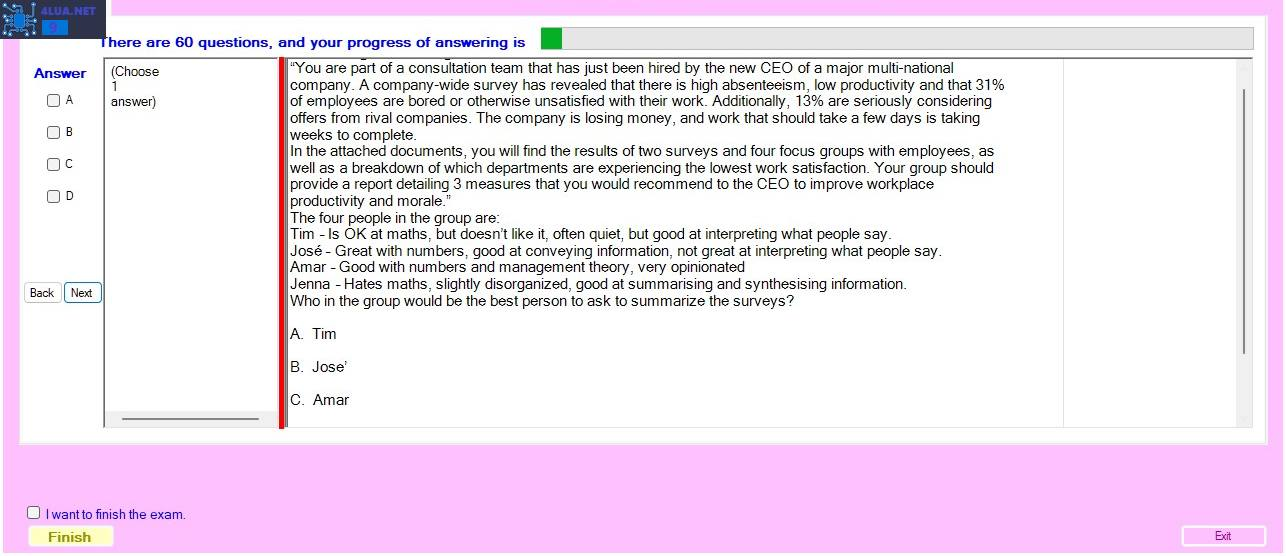 4LUA.NET
9
There are 60 questions, and your progress of answering is
Answer
A
B
C
D
Back
Next
(Choose
1
answer)
"You are part of a consultation team that has just been hired by the new CEO of a major multi-national
company. A company-wide survey has revealed that there is high absenteeism, low productivity and that 31%
of employees are bored or otherwise unsatisfied with their work. Additionally, 13% are seriously considering
offers from rival companies. The company is losing money, and work that should take a few days is taking
weeks to complete.
In the attached documents, you will find the results of two surveys and four focus groups with employees, as
well as a breakdown of which departments are experiencing the lowest work satisfaction. Your group should
provide a report detailing 3 measures that you would recommend to the CEO to improve workplace
productivity and morale."
The four people in the group are:
Tim - Is OK at maths, but doesn't like it, often quiet, but good at interpreting what people say.
José - Great with numbers, good at conveying information, not great at interpreting what people say.
Amar - Good with numbers and management theory, very opinionated
Jenna - Hates maths, slightly disorganized, good at summarising and synthesising information.
Who in the group would be the best person to ask to summarize the surveys?
A. Tim
B. Jose'
C. Amar
I want to finish the exam.
Finish
Exit